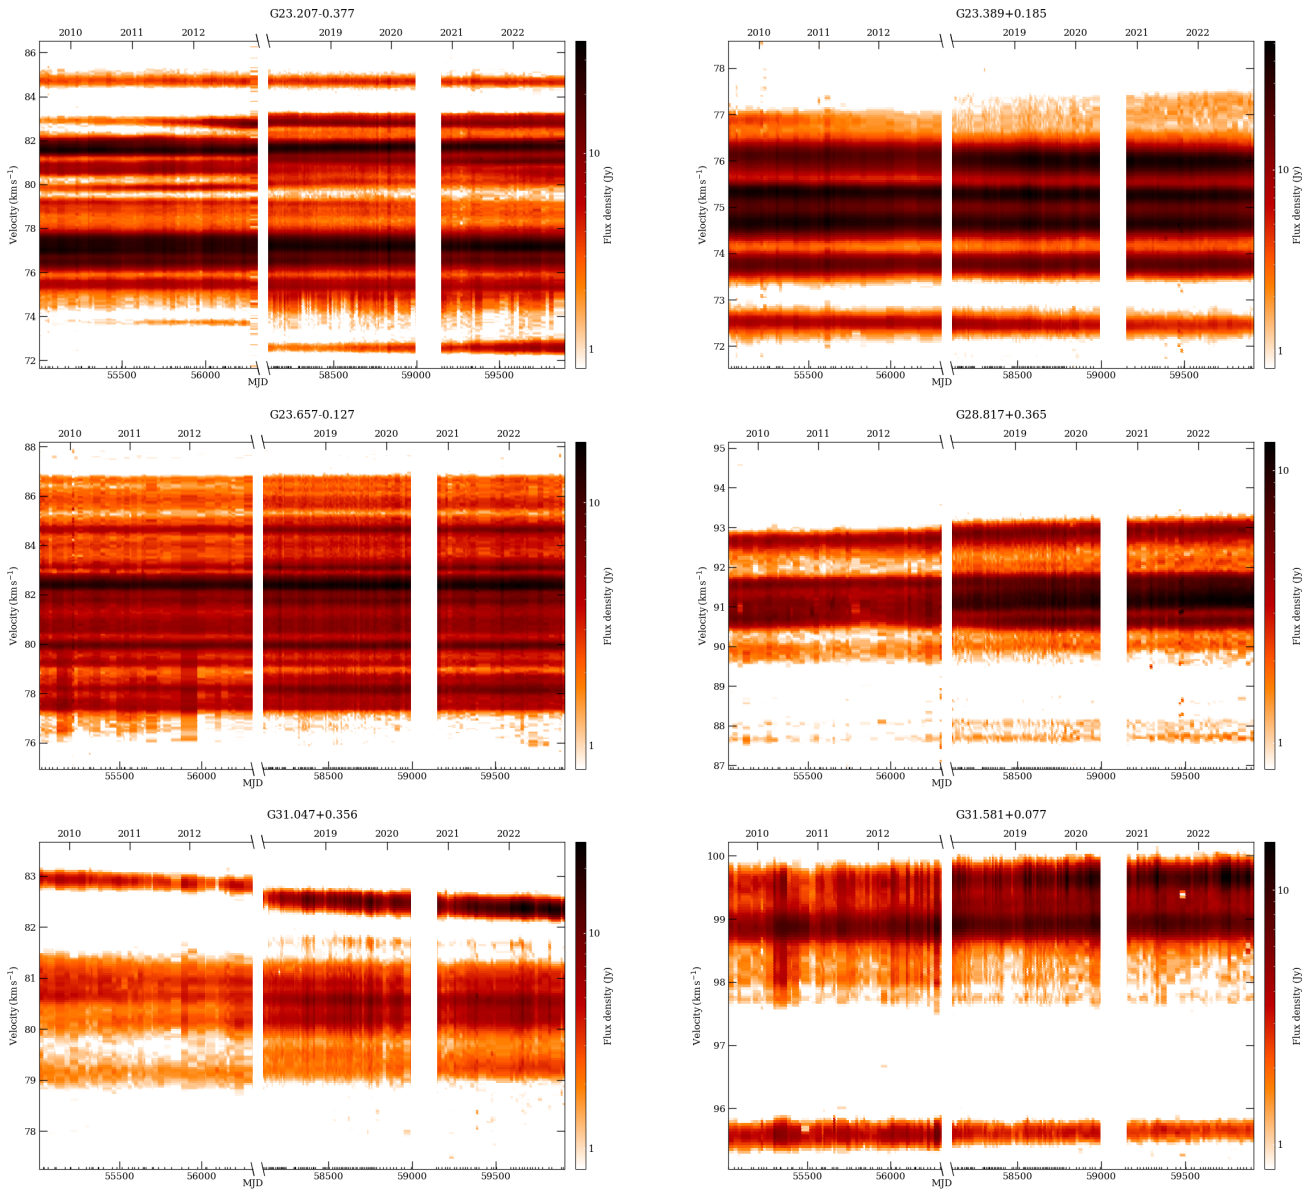 G23.207-0.377
2010 2011 2012 2019 2020 2021 2022
86
84
82
80
78
76
74
72
Velocity (km s⁻¹)
55500 56000 58500 59000 59500
MJD
10
1
Flux density (Jy)
G23.389+0.185
2010 2011 2012 2019 2020 2021 2022
78
77
76
75
74
73
72
Velocity (km s⁻¹)
55500 56000 58500 59000 59500
MJD
10
1
Flux density (Jy)
G23.657-0.127
2010 2011 2012 2019 2020 2021 2022
88
86
84
82
80
78
76
Velocity (km s⁻¹)
55500 56000 58500 59000 59500
MJD
10
1
Flux density (Jy)
G28.817+0.365
2010 2011 2012 2019 2020 2021 2022
95
94
93
92
91
90
89
88
87
Velocity (km s⁻¹)
55500 56000 58500 59000 59500
MJD
10
1
Flux density (Jy)
G31.047+0.356
2010 2011 2012 2019 2020 2021 2022
83
82
81
80
79
78
Velocity (km s⁻¹)
55500 56000 58500 59000 59500
MJD
10
1
Flux density (Jy)
G31.581+0.077
2010 2011 2012 2019 2020 2021 2022
100
99
98
97
96
Velocity (km s⁻¹)
55500 56000 58500 59000 59500
MJD
10
1
Flux density (Jy)